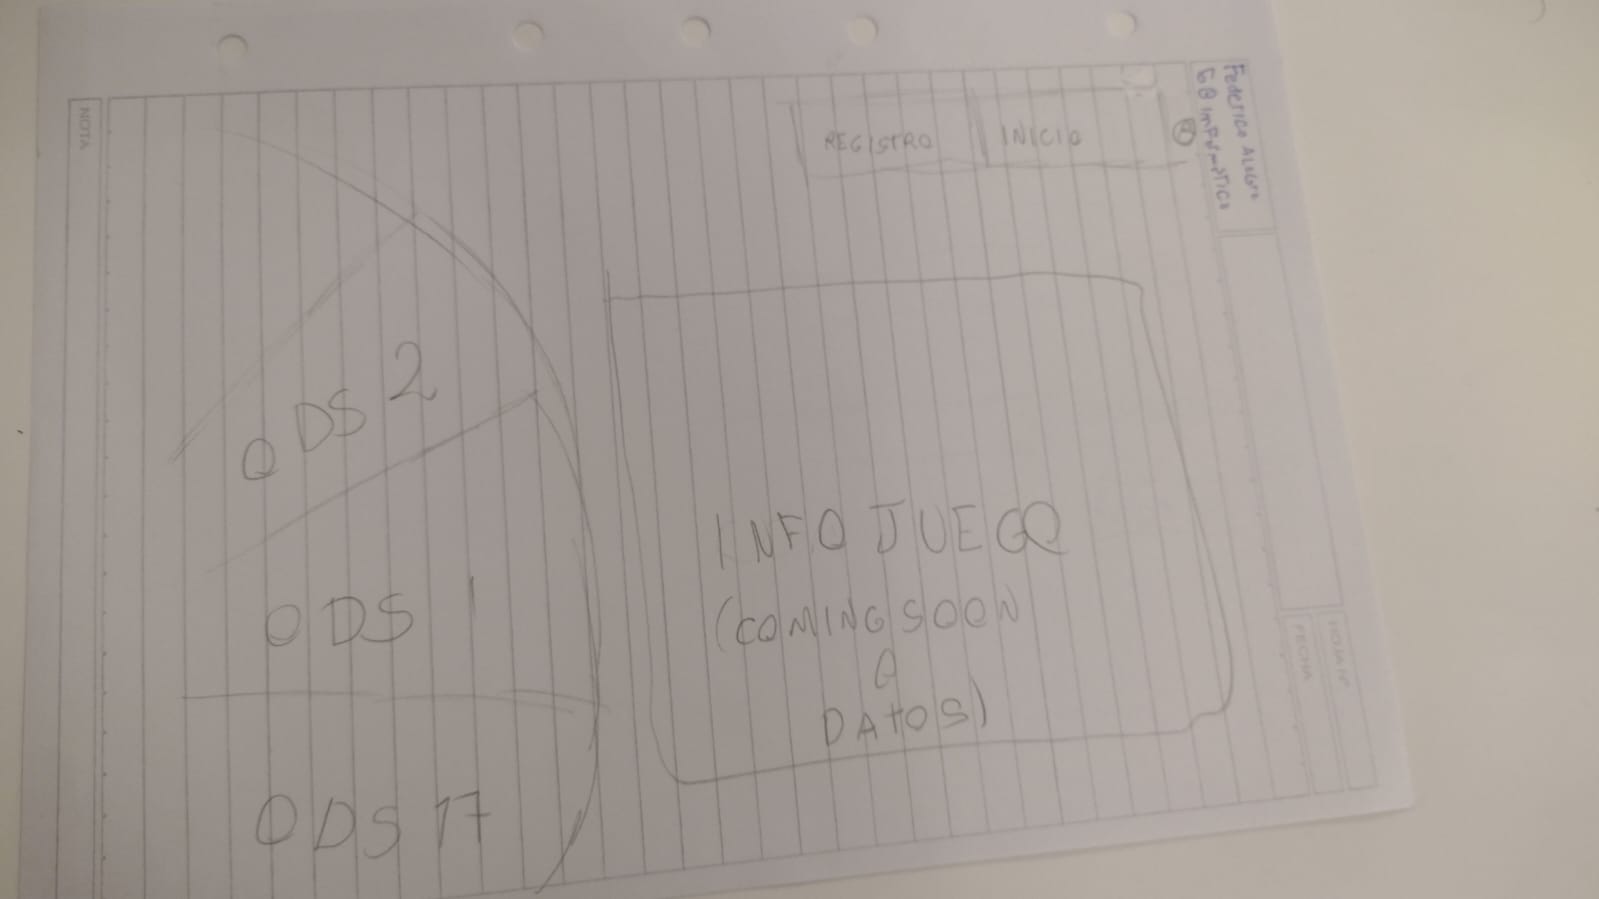 REGISTRO
INICIO
ODS 2
ODS 1
ODS 17
INFO JUEGO
(COMING SOON
O
DATOS)
Federico
6B informatica
NOTA
HOJA Nº
FECHA